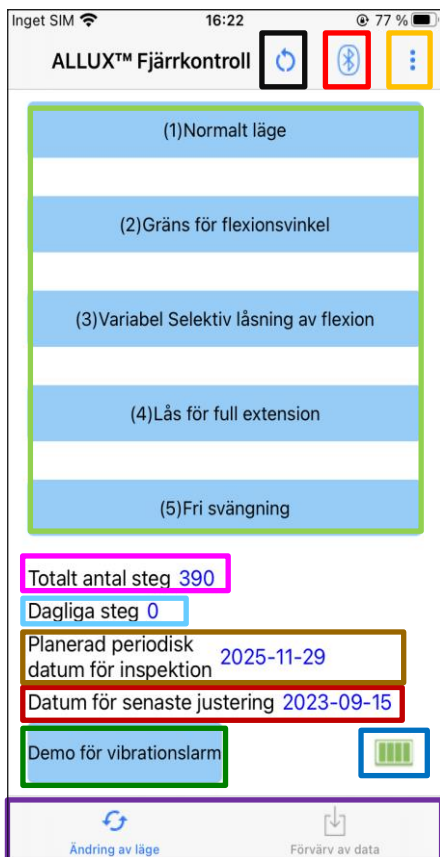 Inget SIM 16:22 77 %
ALLUX™ Fjärrkontroll
(1)Normalt läge
(2)Gräns för flexionsvinkel
(3)Variabel Selektiv låsning av flexion
(4)Lås för full extension
(5)Fri svängning
Totalt antal steg 390
Dagliga steg 0
Planerad periodisk
datum för inspektion 2025-11-29
Datum för senaste justering 2023-09-15
Demo för vibrationslarm
Ändring av läge Förvärv av data